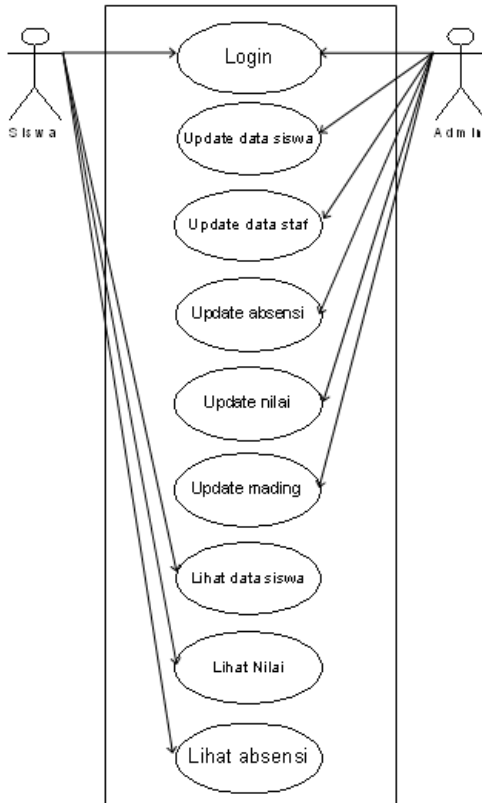 Login
Siswa
Admin
Update data siswa
Update data staf
Update absensi
Update nilai
Update mading
Lihat data siswa
Lihat Nilai
Lihat absensi